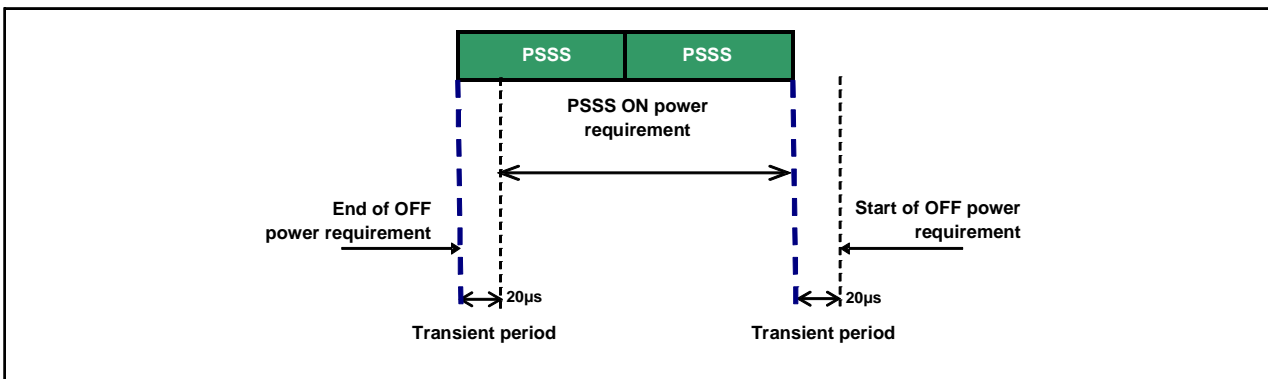 PSSS PSSS
PSSS ON power
requirement
End of OFF
power requirement
Start of OFF power
requirement
20µs
20µs
Transient period
Transient period